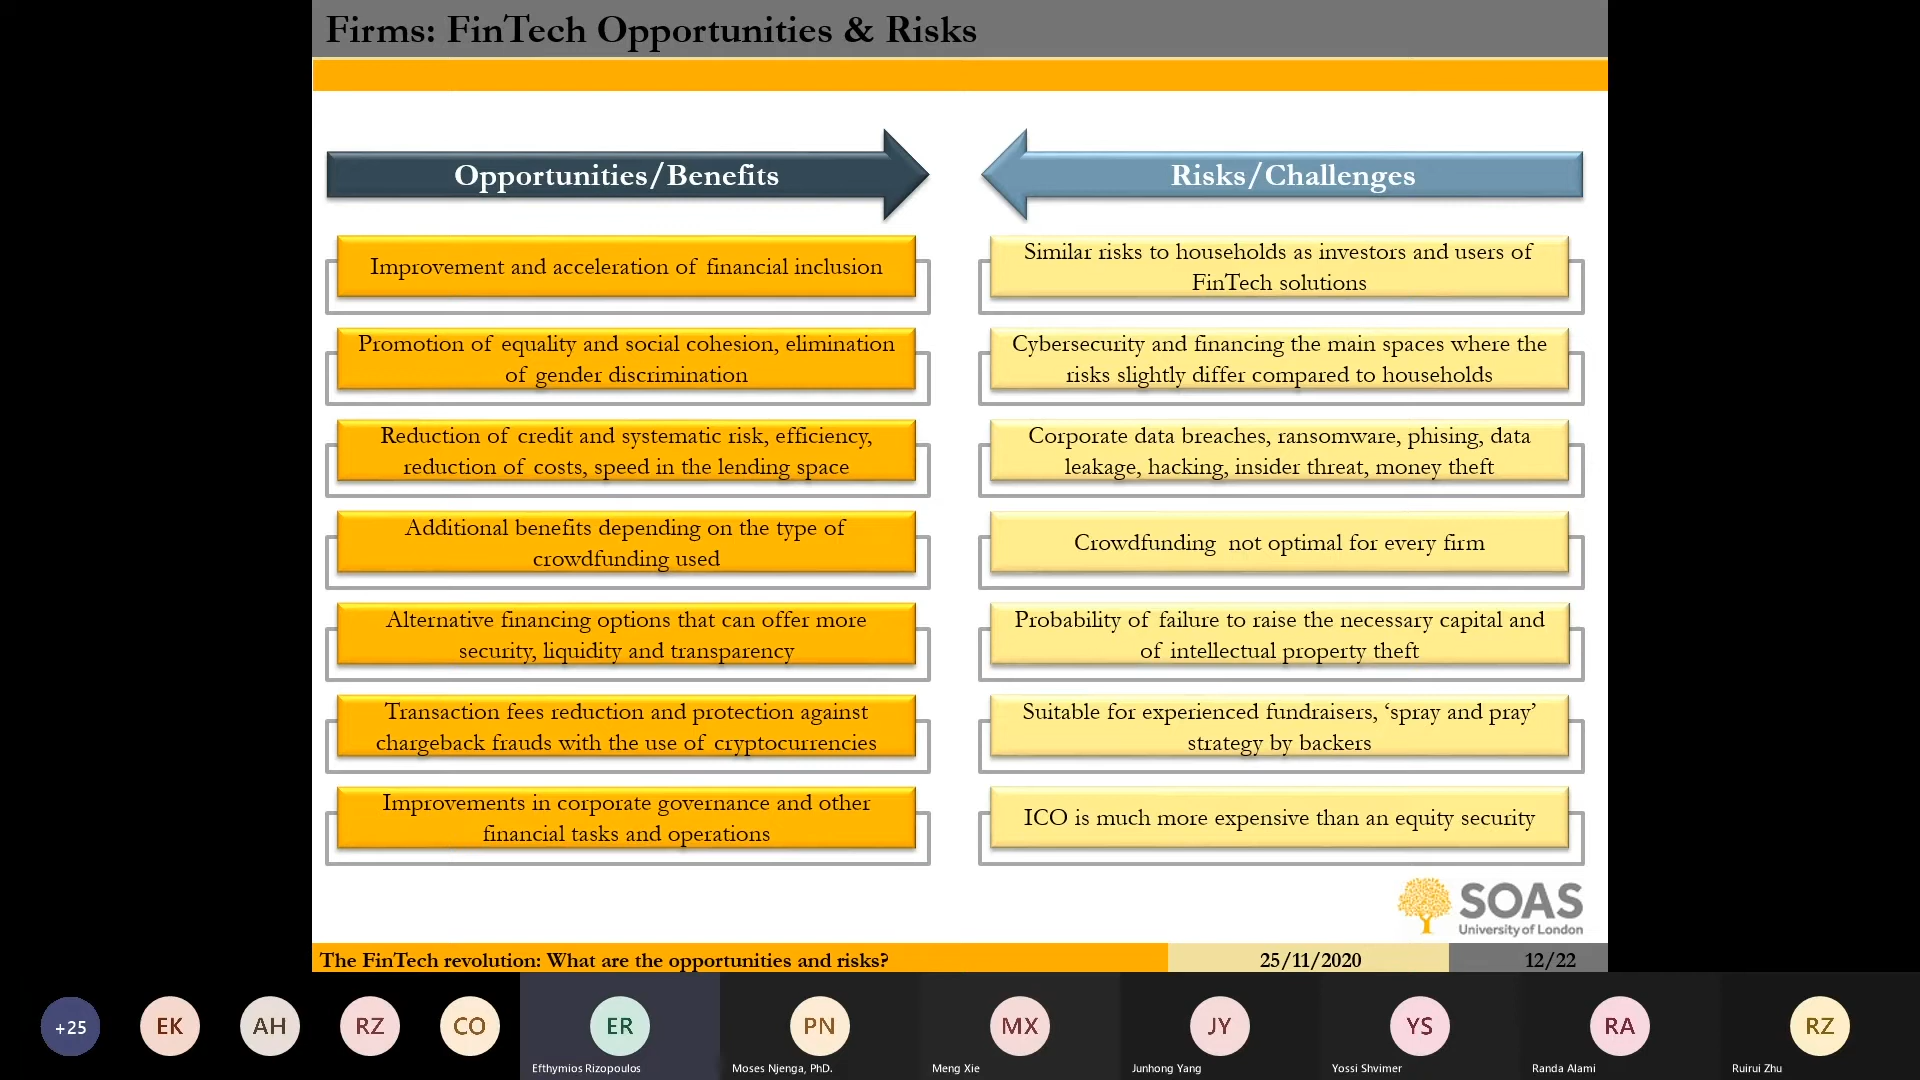 Firms: FinTech Opportunities & Risks
Opportunities/Benefits
Improvement and acceleration of financial inclusion
Promotion of equality and social cohesion, elimination
of gender discrimination
Reduction of credit and systematic risk, efficiency,
reduction of costs, speed in the lending space
Additional benefits depending on the type of
crowdfunding used
Alternative financing options that can offer more
security, liquidity and transparency
Transaction fees reduction and protection against
chargeback frauds with the use of cryptocurrencies
Improvements in corporate governance and other
financial tasks and operations
Risks/Challenges
Similar risks to households as investors and users of
FinTech solutions
Cybersecurity and financing the main spaces where the
risks slightly differ compared to households
Corporate data breaches, ransomware, phising, data
leakage, hacking, insider threat, money theft
Crowdfunding not optimal for every firm
Probability of failure to raise the necessary capital and
of intellectual property theft
Suitable for experienced fundraisers, ‘spray and pray’
strategy by backers
ICO is much more expensive than an equity security
SOAS
University of London
The FinTech revolution: What are the opportunities and risks?
25/11/2020
12/22
+25
EK
AH
RZ
CO
ER
Efthymios Rizopoulos
PN
Moses Njenga, PhD.
MX
Meng Xie
JY
Junhong Yang
YS
Yossi Shvimer
RA
Randa Alami
RZ
Ruirui Zhu